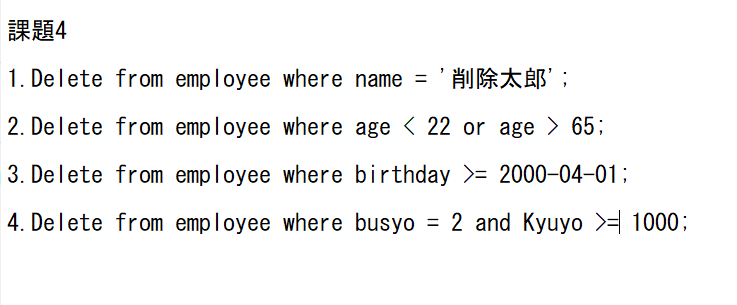 課題4
1.Delete from employee where name = '削除太郎';
2.Delete from employee where age < 22 or age > 65;
3.Delete from employee where birthday >= 2000-04-01;
4.Delete from employee where busyo = 2 and Kyuyo >= 1000;